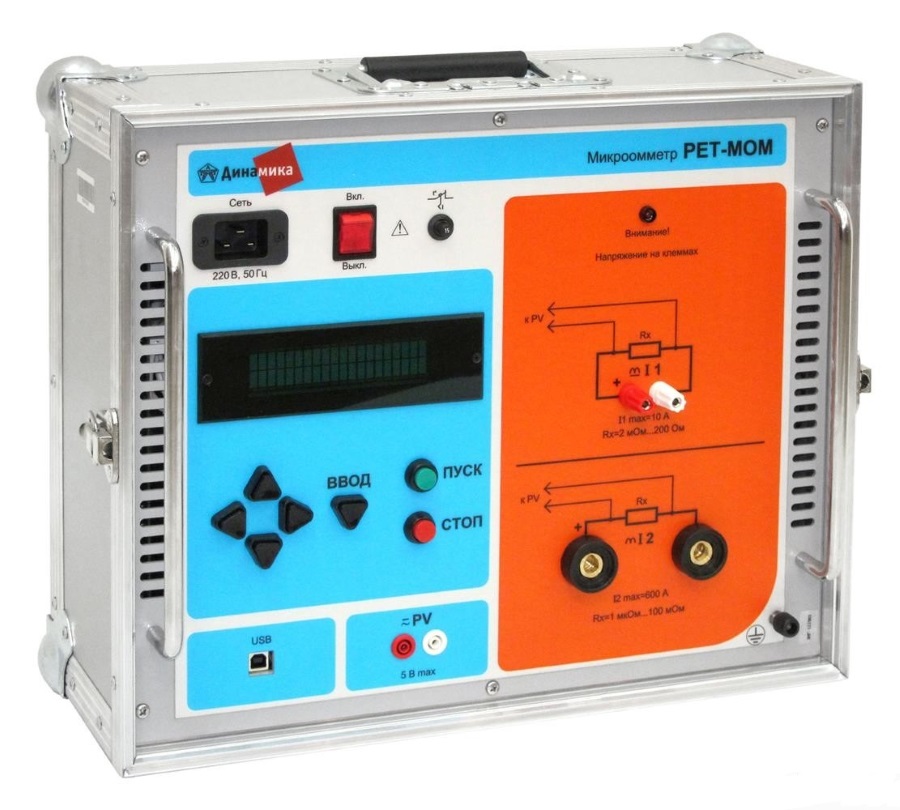 Динамика
Микроомметр РЕТ-МОМ
Сеть
220 В, 50 Гц
Вкл.
Выкл.
Внимание!
Напряжение на клеммах
к PV
Rx
+
I 1
I1 max=10 А
Rx=2 мОм...200 Ом
ВВОД
ПУСК
СТОП
к PV
Rx
+
I 2
I2 max=600 А
Rx=1 мкОм...100 мОм
USB
≂ PV
5 В max